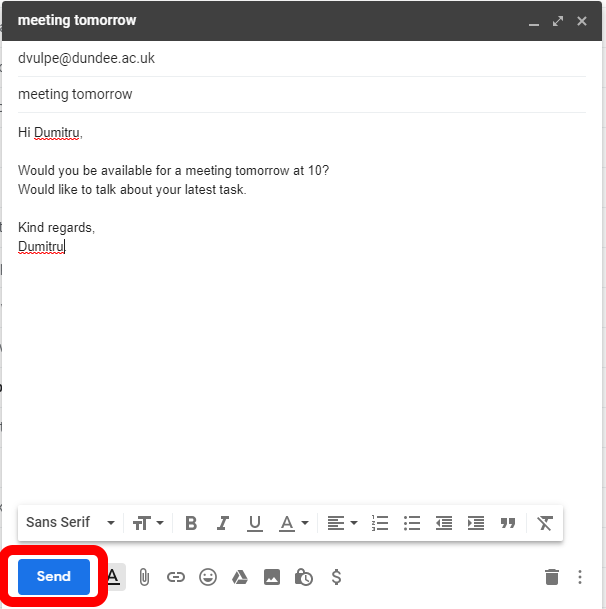 meeting tomorrow
dvulpe@dundee.ac.uk
meeting tomorrow
Hi Dumitru,
Would you be available for a meeting tomorrow at 10?
Would like to talk about your latest task.
Kind regards,
Dumitru
Sans Serif
B I U A
Send A $